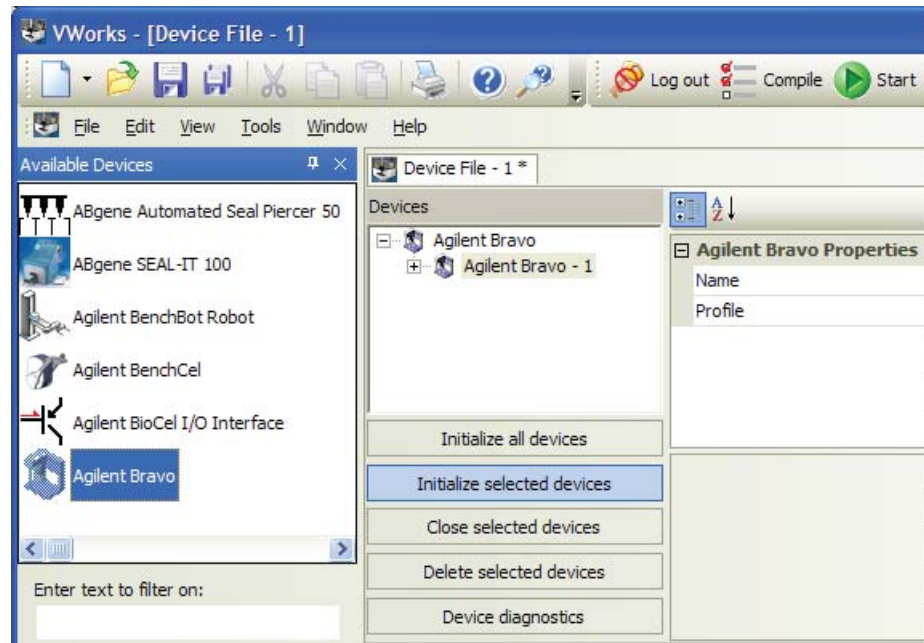 VWorks - [Device File - 1]
Log out Compile Start
File Edit View Tools Window Help
Available Devices
ABgene Automated Seal Piercer 50
ABgene SEAL-IT 100
Agilent BenchBot Robot
Agilent BenchCel
Agilent BioCel I/O Interface
Agilent Bravo
Enter text to filter on:
Device File - 1 *
Devices
Agilent Bravo
Agilent Bravo - 1
Initialize all devices
Initialize selected devices
Close selected devices
Delete selected devices
Device diagnostics
A
Z
Agilent Bravo Properties
Name
Profile